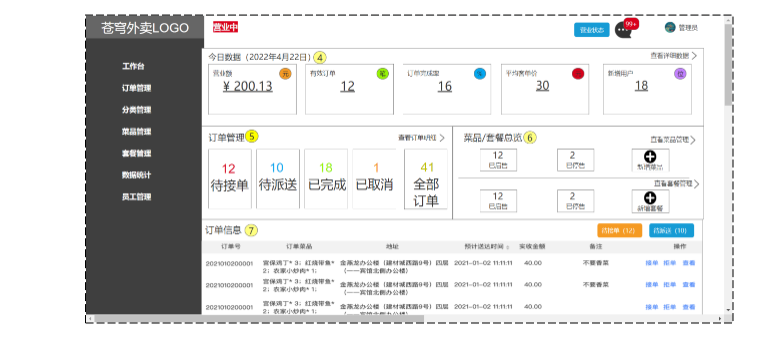 苍穹外卖LOGO
营业中
营业状态
99+
管理员
工作台
订单管理
分类管理
菜品管理
套餐管理
数据统计
员工管理
今日数据（2022年4月22日） 4
查看详细数据
营业额
元
¥ 200.13
有效订单
笔
12
订单完成率
16
平均客单价
30
新增用户
位
18
订单管理 5
查看订单明细
12
待接单
10
待派送
18
已完成
1
已取消
41
全部
订单
菜品/套餐总览 6
查看菜品管理
12
已启售
2
已停售
新增菜品
查看套餐管理
12
已启售
2
已停售
新增套餐
订单信息 7
待接单（12）
待派送（10）
订单号 订单菜品 地址 预计送达时间 实收金额 备注 操作
2021010200001 宫保鸡丁* 3；红烧带鱼* 金燕龙办公楼（建材城西路9号）四层 2021-01-02 11:11:11 40.00 不要香菜 接单 拒单 查看
2；农家小炒肉* 1； （一一宾馆北侧办公楼）
2021010200001 宫保鸡丁* 3；红烧带鱼* 金燕龙办公楼（建材城西路9号）四层 2021-01-02 11:11:11 40.00 不要香菜 接单 拒单 查看
2；农家小炒肉* 1； （一一宾馆北侧办公楼）
2021010200001 宫保鸡丁* 3；红烧带鱼* 金燕龙办公楼（建材城西路9号）四层 2021-01-02 11:11:11 40.00 接单 拒单 查看
2；农家小炒肉* 1； （一一宾馆北侧办公楼）